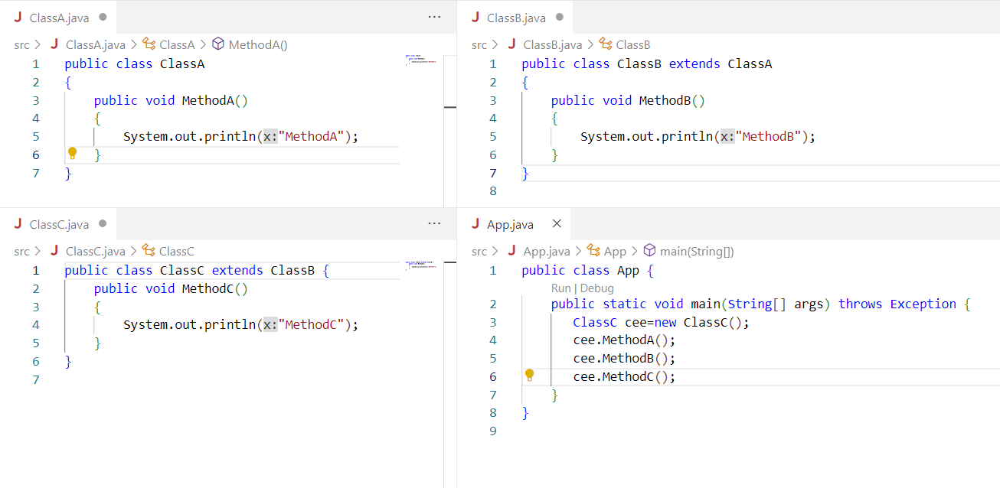 J ClassA.java ● ···
src > J ClassA.java > ClassA > MethodA()
1 public class ClassA
2 {
3     public void MethodA()
4     {
5         System.out.println(x:"MethodA");
6     }
7 }
J ClassB.java ●
src > J ClassB.java > ClassB
1 public class ClassB extends ClassA
2 {
3     public void MethodB()
4     {
5         System.out.println(x:"MethodB");
6     }
7 }
8
J ClassC.java ● ···
src > J ClassC.java > ClassC
1 public class ClassC extends ClassB {
2     public void MethodC()
3     {
4         System.out.println(x:"MethodC");
5     }
6 }
7
J App.java ×
src > J App.java > App > main(String[])
1 public class App {
Run | Debug
2     public static void main(String[] args) throws Exception {
3        ClassC cee=new ClassC();
4        cee.MethodA();
5        cee.MethodB();
6        cee.MethodC();
7     }
8 }
9